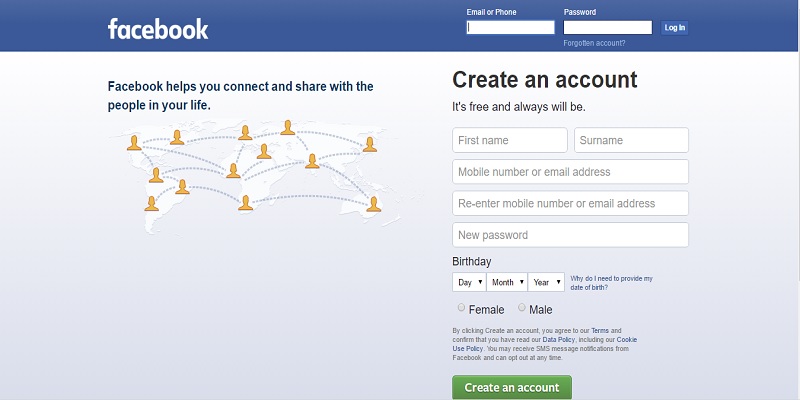 facebook
Email or Phone
Password
Log In
Forgotten account?
Facebook helps you connect and share with the
people in your life.
Create an account
It's free and always will be.
First name
Surname
Mobile number or email address
Re-enter mobile number or email address
New password
Birthday
Day
Month
Year
Why do I need to provide my
date of birth?
Female
Male
By clicking Create an account, you agree to our Terms and
confirm that you have read our Data Policy, including our Cookie
Use Policy. You may receive SMS message notifications from
Facebook and can opt out at any time.
Create an account